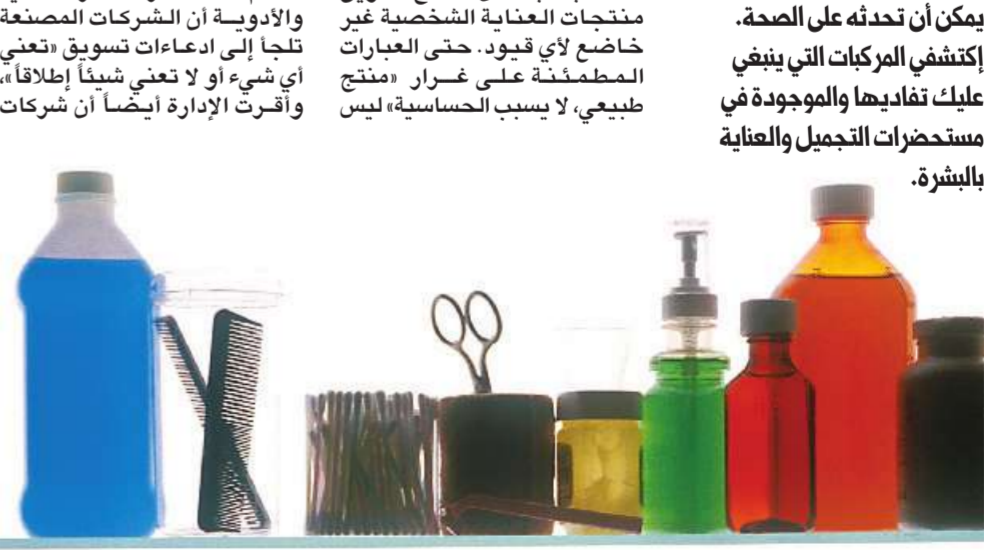 يمكن أن تحدثه على الصحة.
إكتشفي المركبات التي ينبغي
عليك تفاديها والموجودة في
مستحضرات التجميل والعناية
بالبشرة.
منتجات العناية الشخصية غير
خاضع لأي قيود. حتى العبارات
المطمئنة على غرار «منتج
طبيعي، لا يسبب الحساسية» ليس
والأدوية أن الشركات المصنعة
تلجأ إلى ادعاءات تسويق «تعني
أي شيء أو لا تعني شيئاً إطلاقاً»،
وأقرت الإدارة أيضاً أن شركات